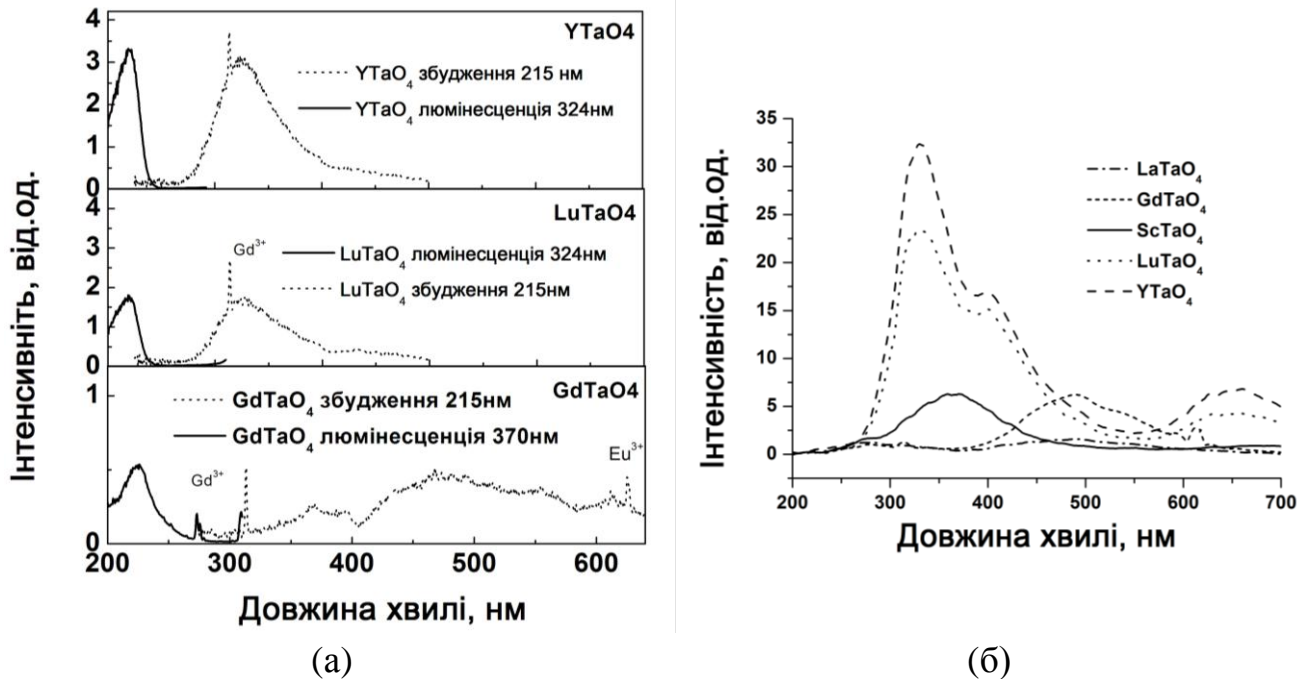 Інтенсивніть, від.од.
4
3
2
1
0
YTaO4
YTaO₄ збудження 215 нм
YTaO₄ люмінесценція 324нм
4
3
2
1
0
LuTaO4
Gd³⁺
LuTaO₄ люмінесценція 324нм
LuTaO₄ збудження 215нм
1
0
GdTaO4
GdTaO₄ збудження 215нм
GdTaO₄ люмінесценція 370нм
Gd³⁺
Eu³⁺
200 300 400 500 600
Довжина хвилі, нм
(а)
Інтенсивність, від.од.
35
30
25
20
15
10
5
0
LaTaO₄
GdTaO₄
ScTaO₄
LuTaO₄
YTaO₄
200 300 400 500 600 700
Довжина хвилі, нм
(б)